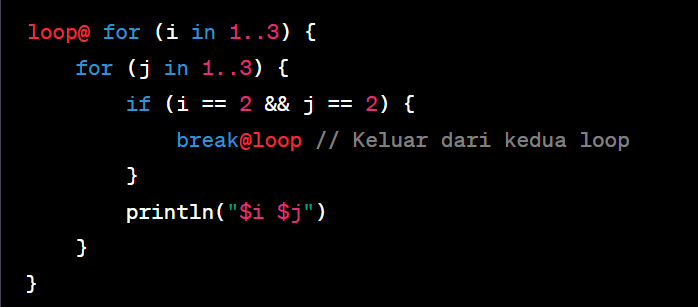 loop@ for (i in 1..3) {
    for (j in 1..3) {
        if (i == 2 && j == 2) {
            break@loop // Keluar dari kedua loop
        }
        println("$i $j")
    }
}